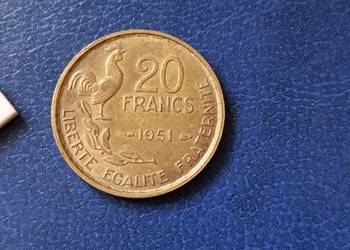 20
FRANCS
1951
LIBERTE EGALITE FRATERNITE